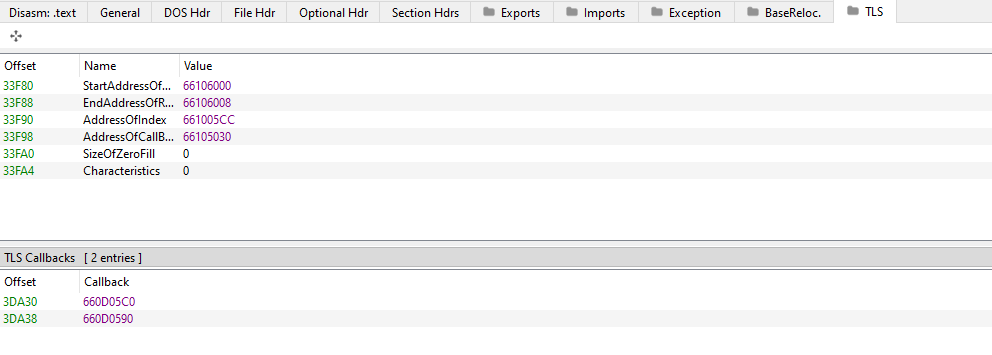 Disasm: .text General DOS Hdr File Hdr Optional Hdr Section Hdrs Exports Imports Exception BaseReloc. TLS
Offset Name Value
33F80 StartAddressOf... 66106000
33F88 EndAddressOfR... 66106008
33F90 AddressOfIndex 661005CC
33F98 AddressOfCallB... 66105030
33FA0 SizeOfZeroFill 0
33FA4 Characteristics 0
TLS Callbacks [ 2 entries ]
Offset Callback
3DA30 660D05C0
3DA38 660D0590